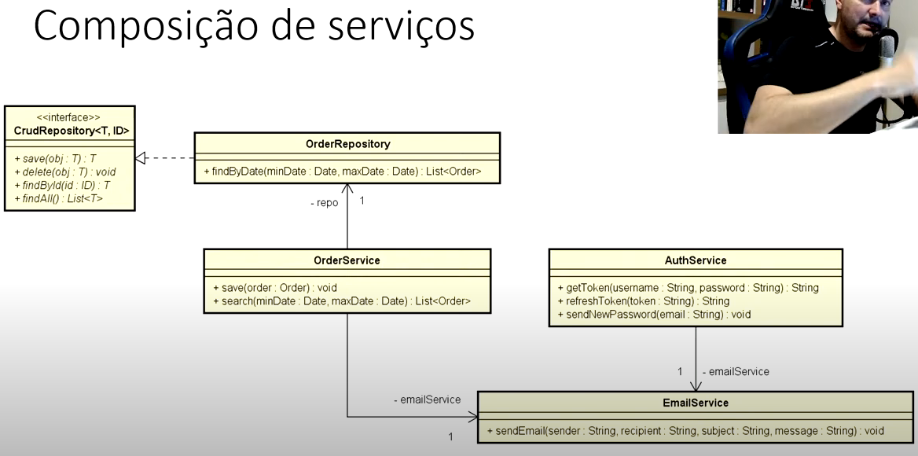 Composição de serviços
<<interface>>
CrudRepository<T, ID>
+ save(obj : T) : T
+ delete(obj : T) : void
+ findById(id : ID) : T
+ findAll() : List<T>
OrderRepository
+ findByDate(minDate : Date, maxDate : Date) : List<Order>
- repo 1
OrderService
+ save(order : Order) : void
+ search(minDate : Date, maxDate : Date) : List<Order>
AuthService
+ getToken(username : String, password : String) : String
+ refreshToken(token : String) : String
+ sendNewPassword(email : String) : void
1 - emailService
- emailService
1
EmailService
+ sendEmail(sender : String, recipient : String, subject : String, message : String) : void